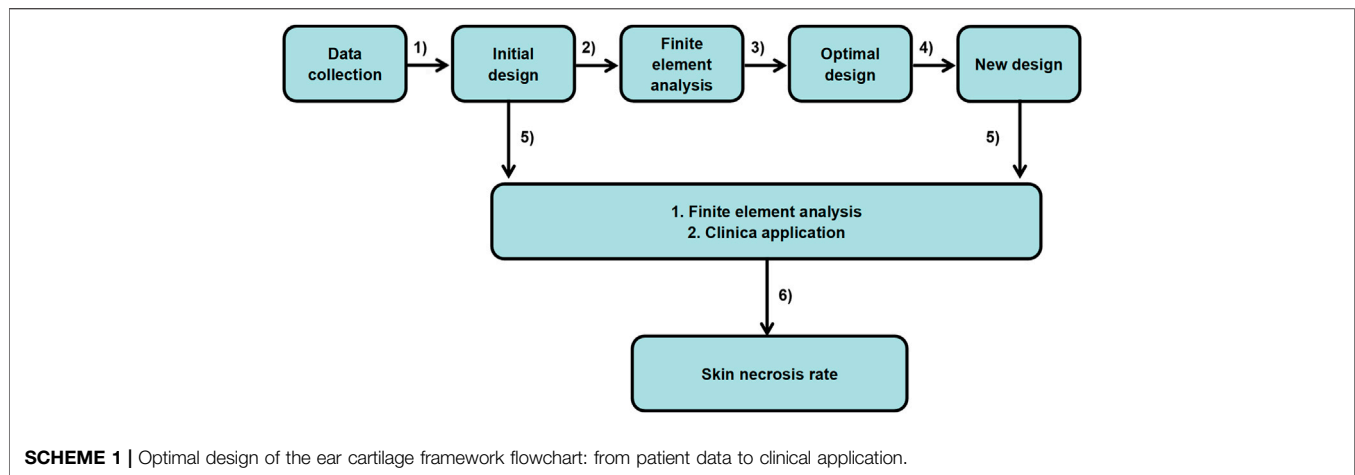 Data
collection
1)
Initial
design
2)
Finite
element
analysis
3)
Optimal
design
4)
New design
5)
5)
1. Finite element analysis
2. Clinica application
6)
Skin necrosis rate
SCHEME 1 | Optimal design of the ear cartilage framework flowchart: from patient data to clinical application.